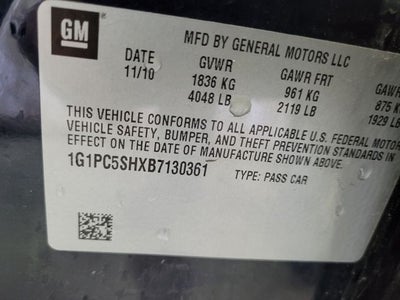 GM
MFD BY GENERAL MOTORS LLC
DATE GVWR GAWR FRT GAWR
11/10 1836 KG 961 KG 875 K
4048 LB 2119 LB 1929 LB
THIS VEHICLE CONFORMS TO ALL APPLICABLE U.S. FEDERAL MOTOR
VEHICLE SAFETY, BUMPER, AND THEFT PREVENTION STANDARDS IN
EFFECT ON THE DATE OF MANUFACTURE SHOWN ABOVE.
1G1PC5SHXB7130361 TYPE: PASS CAR